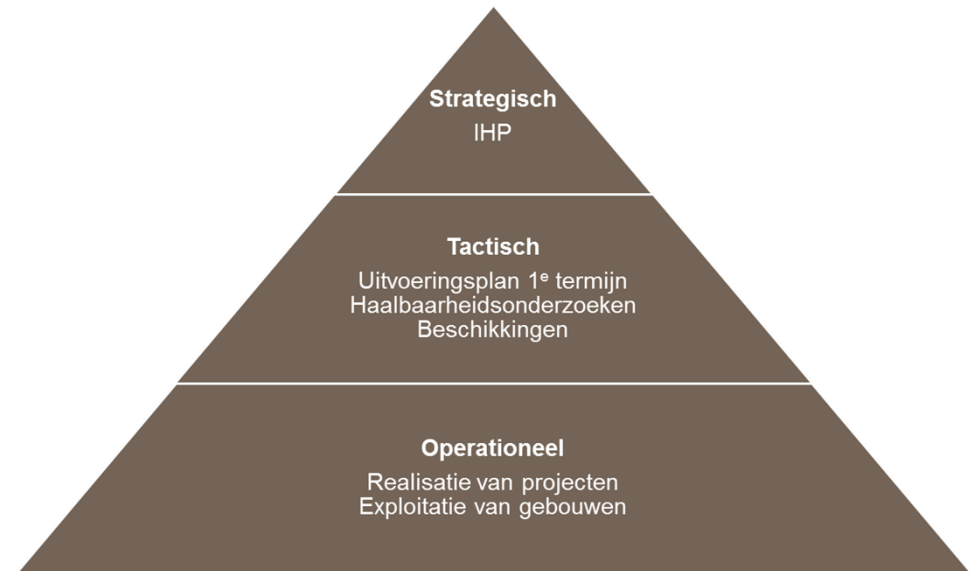 Strategisch
IHP
Tactisch
Uitvoeringsplan 1ᵉ termijn
Haalbaarheidsonderzoeken
Beschikkingen
Operationeel
Realisatie van projecten
Exploitatie van gebouwen